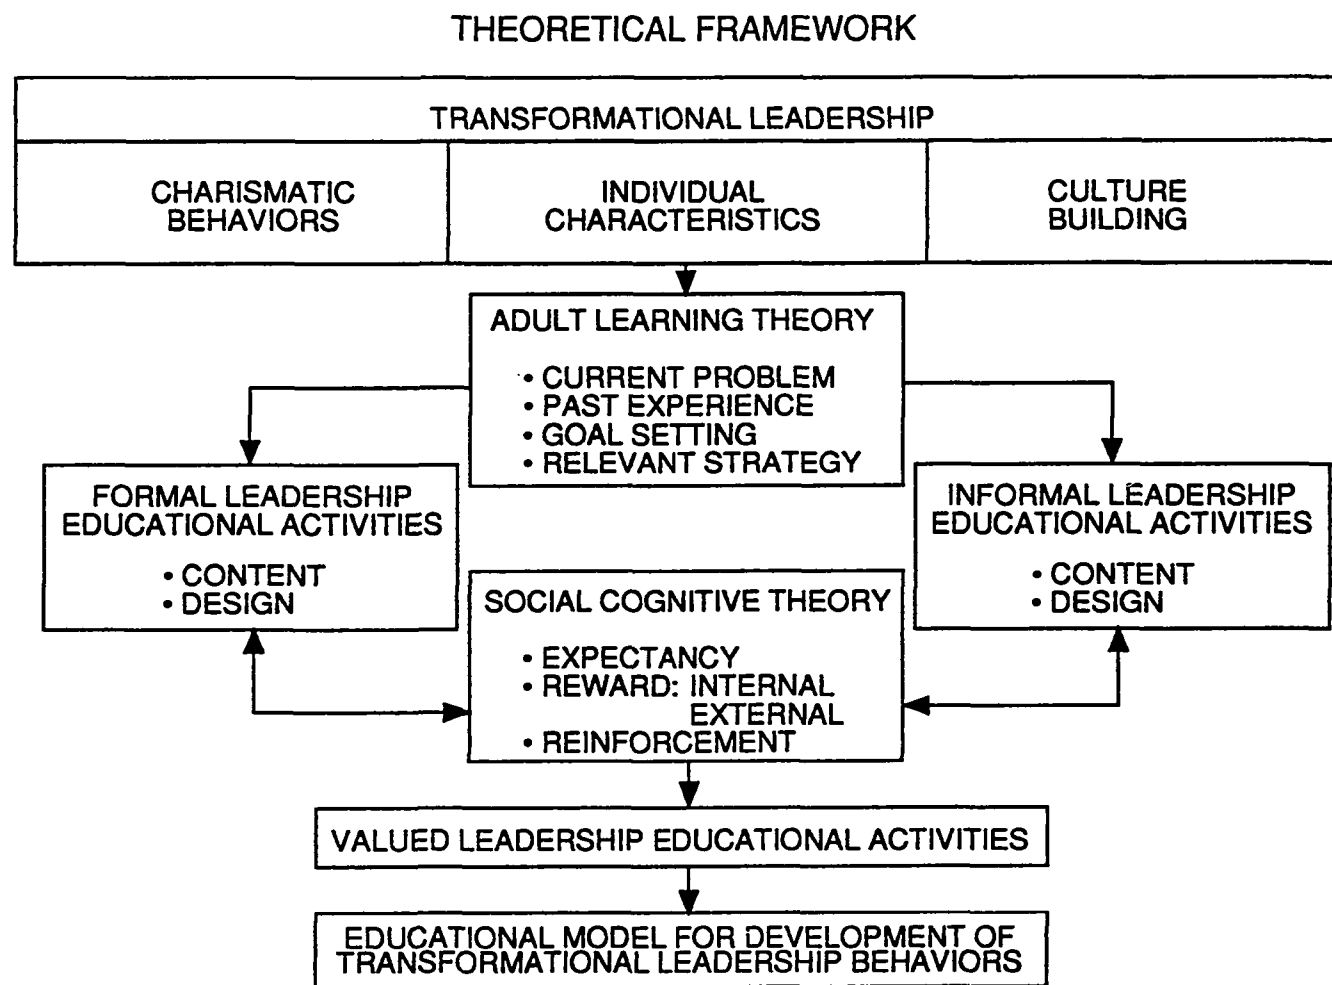 THEORETICAL FRAMEWORK
TRANSFORMATIONAL LEADERSHIP
CHARISMATIC
BEHAVIORS
INDIVIDUAL
CHARACTERISTICS
CULTURE
BUILDING
ADULT LEARNING THEORY
• CURRENT PROBLEM
• PAST EXPERIENCE
• GOAL SETTING
• RELEVANT STRATEGY
FORMAL LEADERSHIP
EDUCATIONAL ACTIVITIES
• CONTENT
• DESIGN
INFORMAL LEADERSHIP
EDUCATIONAL ACTIVITIES
• CONTENT
• DESIGN
SOCIAL COGNITIVE THEORY
• EXPECTANCY
• REWARD: INTERNAL
EXTERNAL
• REINFORCEMENT
VALUED LEADERSHIP EDUCATIONAL ACTIVITIES
EDUCATIONAL MODEL FOR DEVELOPMENT OF
TRANSFORMATIONAL LEADERSHIP BEHAVIORS